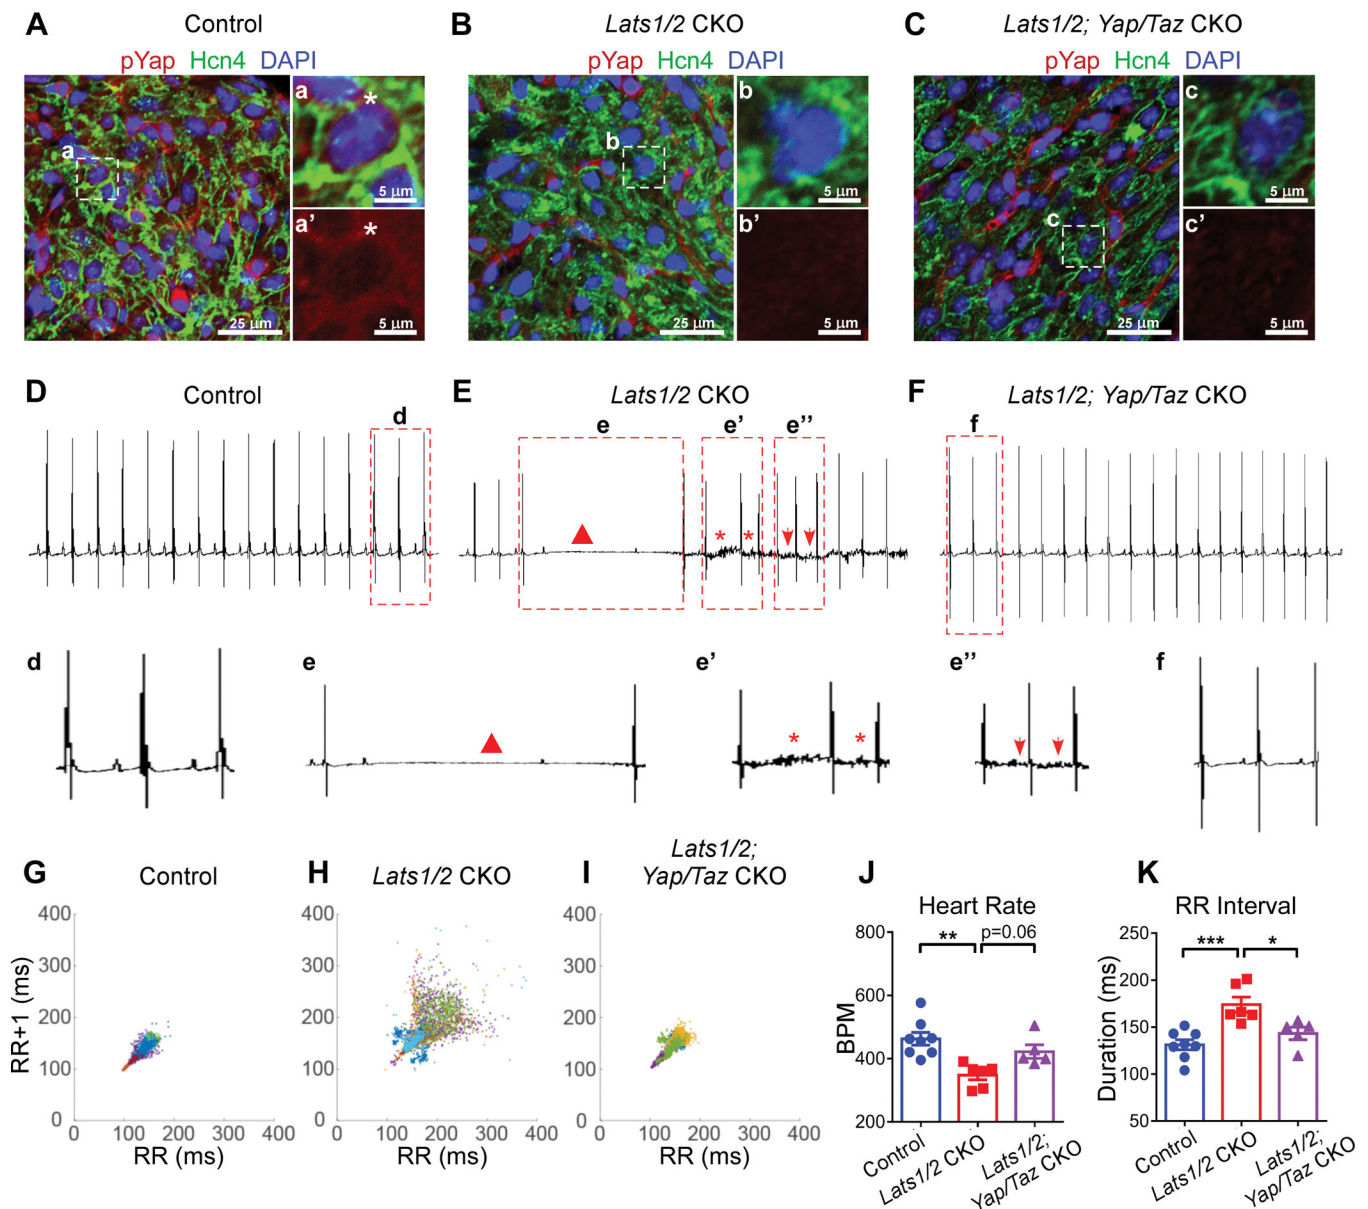 A Control
pYap Hcn4 DAPI
a
25 µm
a *
5 µm
a’ *
5 µm
B Lats1/2 CKO
pYap Hcn4 DAPI
b
25 µm
b
5 µm
b’
5 µm
C Lats1/2; Yap/Taz CKO
pYap Hcn4 DAPI
c
25 µm
c
5 µm
c’
5 µm
D Control
d
E Lats1/2 CKO
e e’ e’’
* *
F Lats1/2; Yap/Taz CKO
f
d
e
e’
* *
e’’
f
G Control
RR+1 (ms)
400
300
200
100
0
0 100 200 300 400
RR (ms)
H Lats1/2 CKO
400
300
200
100
0
0 100 200 300 400
RR (ms)
I Lats1/2;
Yap/Taz CKO
400
300
200
100
0
0 100 200 300 400
RR (ms)
J
Heart Rate
** p=0.06
BPM
800
600
400
200
Control
Lats1/2 CKO
Lats1/2;
Yap/Taz CKO
K
RR Interval
*** *
Duration (ms)
250
200
150
100
50
Control
Lats1/2 CKO
Lats1/2;
Yap/Taz CKO